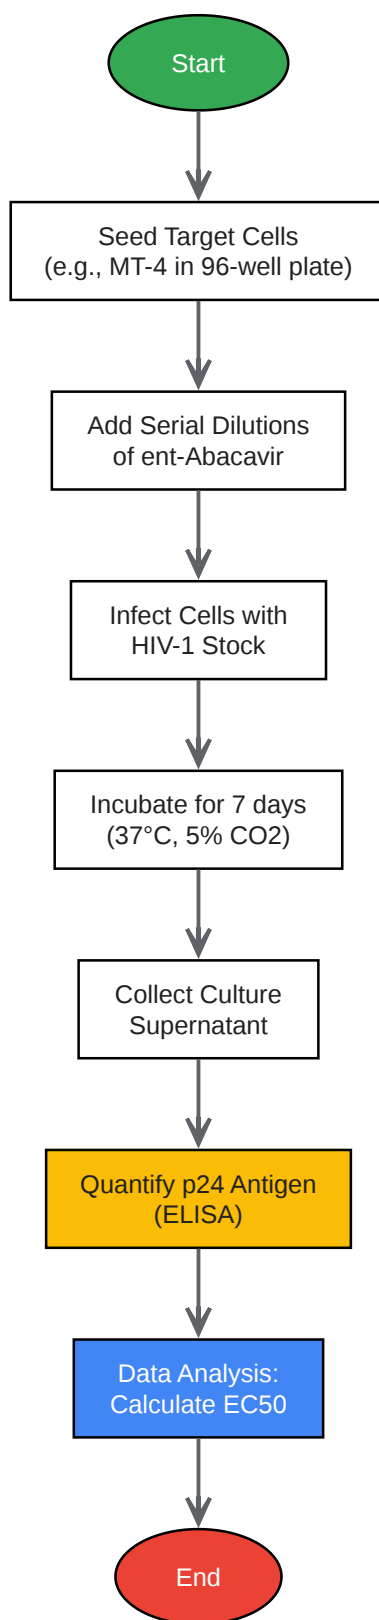 Start
Seed Target Cells
(e.g., MT-4 in 96-well plate)
Add Serial Dilutions
of ent-Abacavir
Infect Cells with
HIV-1 Stock
Incubate for 7 days
(37°C, 5% CO2)
Collect Culture
Supernatant
Quantify p24 Antigen
(ELISA)
Data Analysis:
Calculate EC50
End